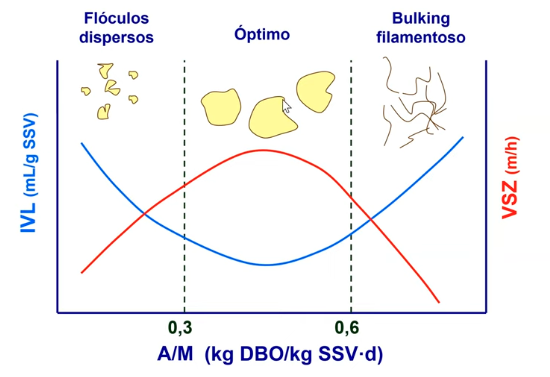 Flóculos
dispersos
Óptimo
Bulking
filamentoso
IVL (mL/g SSV)
VSZ (m/h)
0,3
0,6
A/M (kg DBO/kg SSV·d)